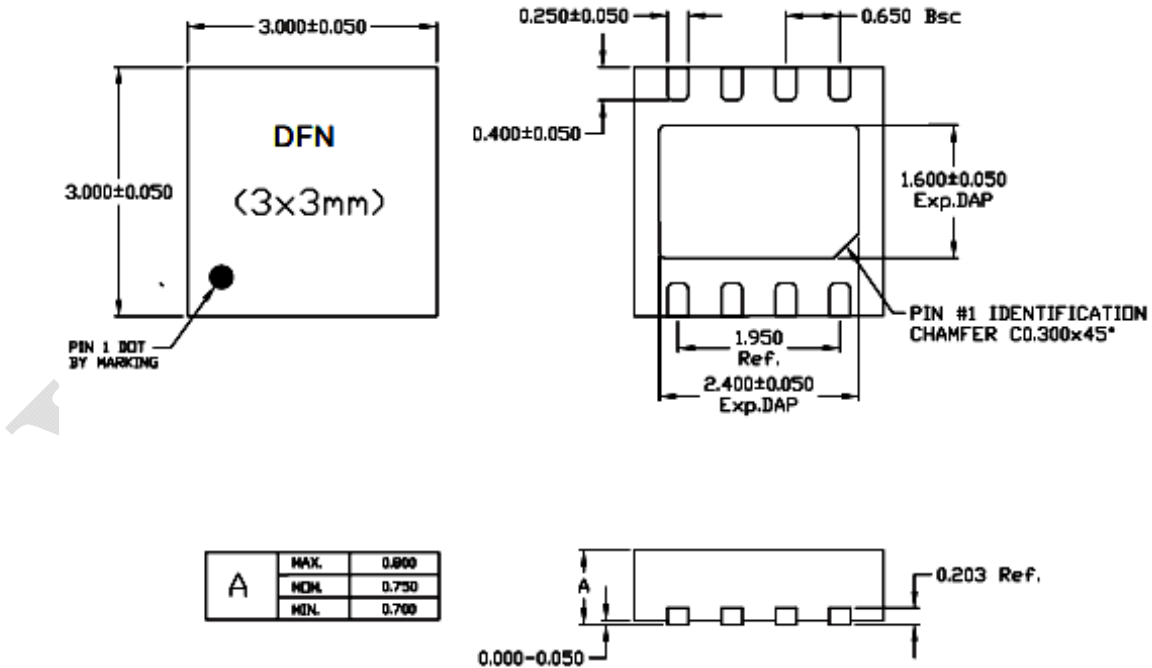 3.000±0.050
0.250±0.050
0.650 Bsc
DFN
(3x3mm)
3.000±0.050
0.400±0.050
1.600±0.050
Exp.DAP
PIN 1 DOT
BY MARKING
PIN #1 IDENTIFICATION
CHAMFER C0.300x45°
1.950
Ref.
2.400±0.050
Exp.DAP
A
MAX. 0.800
NOM. 0.750
MIN. 0.700
A
0.203 Ref.
0.000-0.050